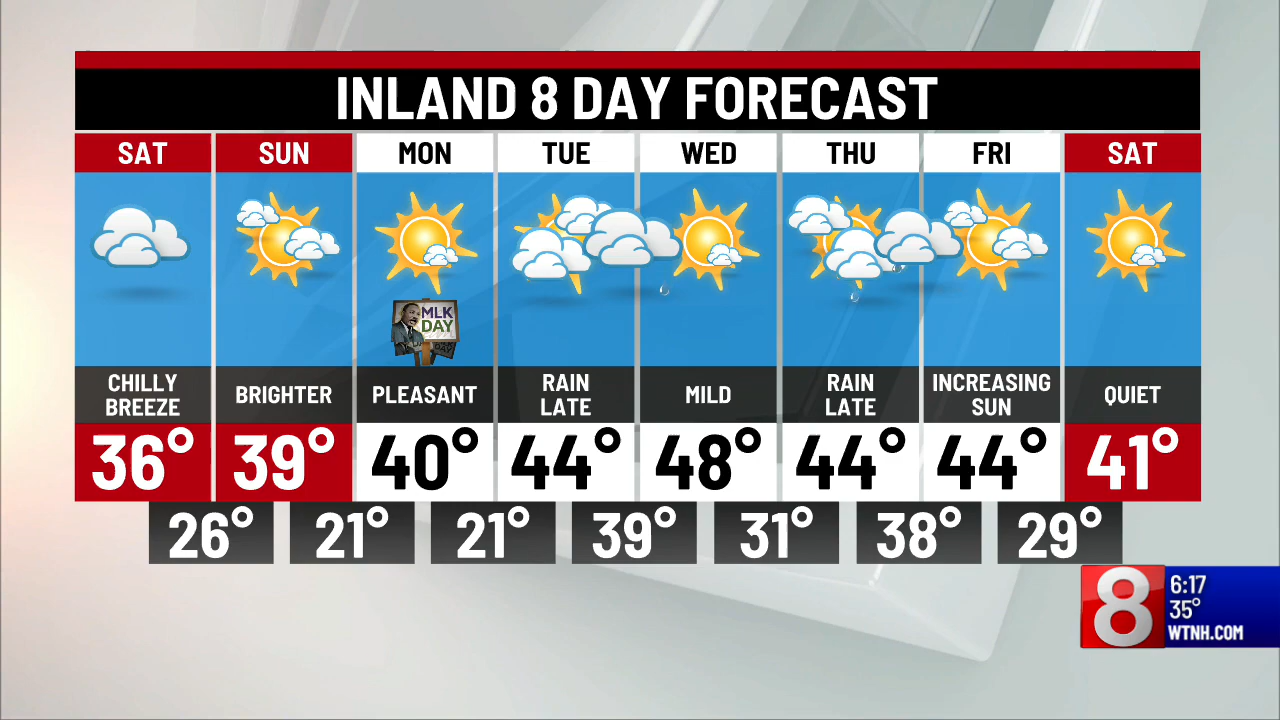 INLAND 8 DAY FORECAST
SAT SUN MON TUE WED THU FRI SAT
MLK
DAY
CHILLY BREEZE
BRIGHTER
PLEASANT
RAIN LATE
MILD
RAIN LATE
INCREASING SUN
QUIET
36° 39° 40° 44° 48° 44° 44° 41°
26° 21° 21° 39° 31° 38° 29°
8
6:17
35°
WTNH.COM